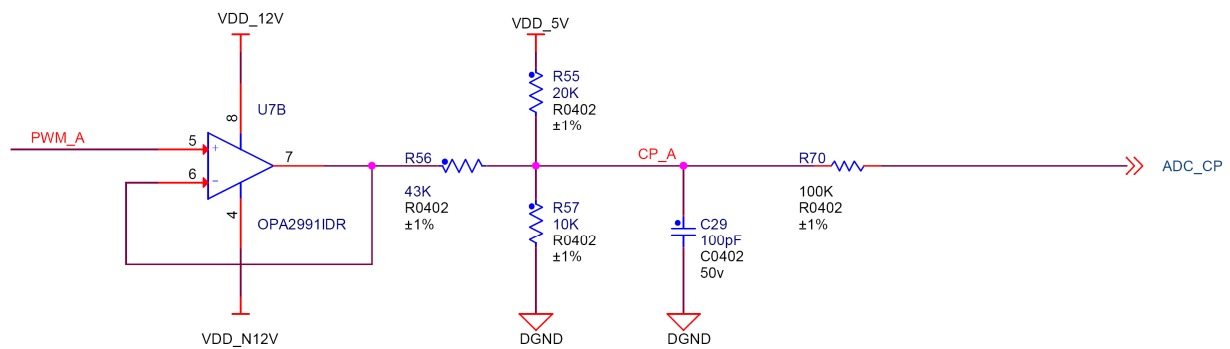 VDD_12V
VDD_5V
R55
20K
R0402
±1%
8
U7B
PWM_A
5
+
7
6
-
4
OPA2991IDR
R56
43K
R0402
±1%
CP_A
R70
100K
R0402
±1%
ADC_CP
R57
10K
R0402
±1%
C29
100pF
C0402
50v
VDD_N12V
DGND
DGND